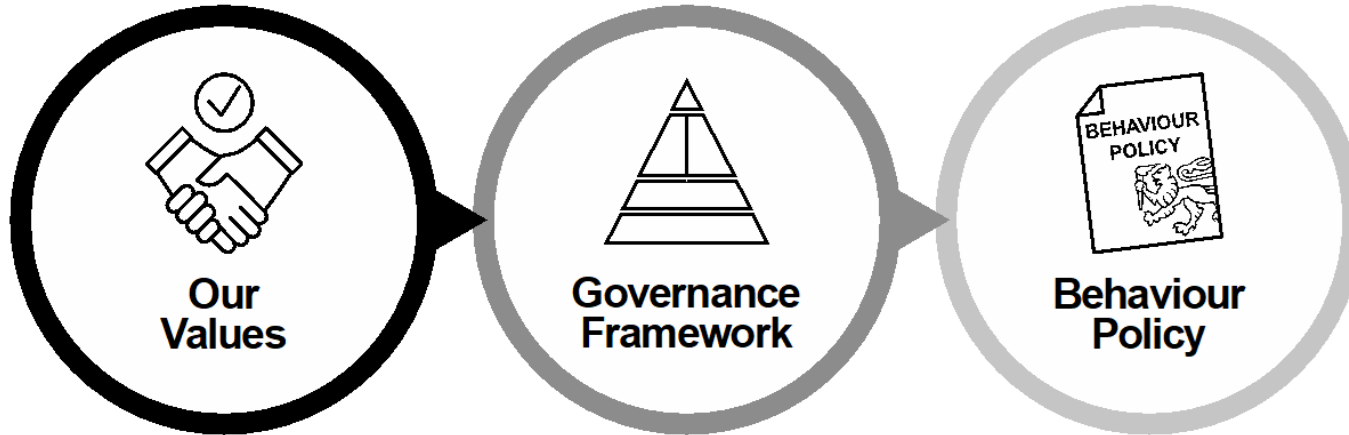 Our
Values
Governance
Framework
BEHAVIOUR
POLICY
Behaviour
Policy